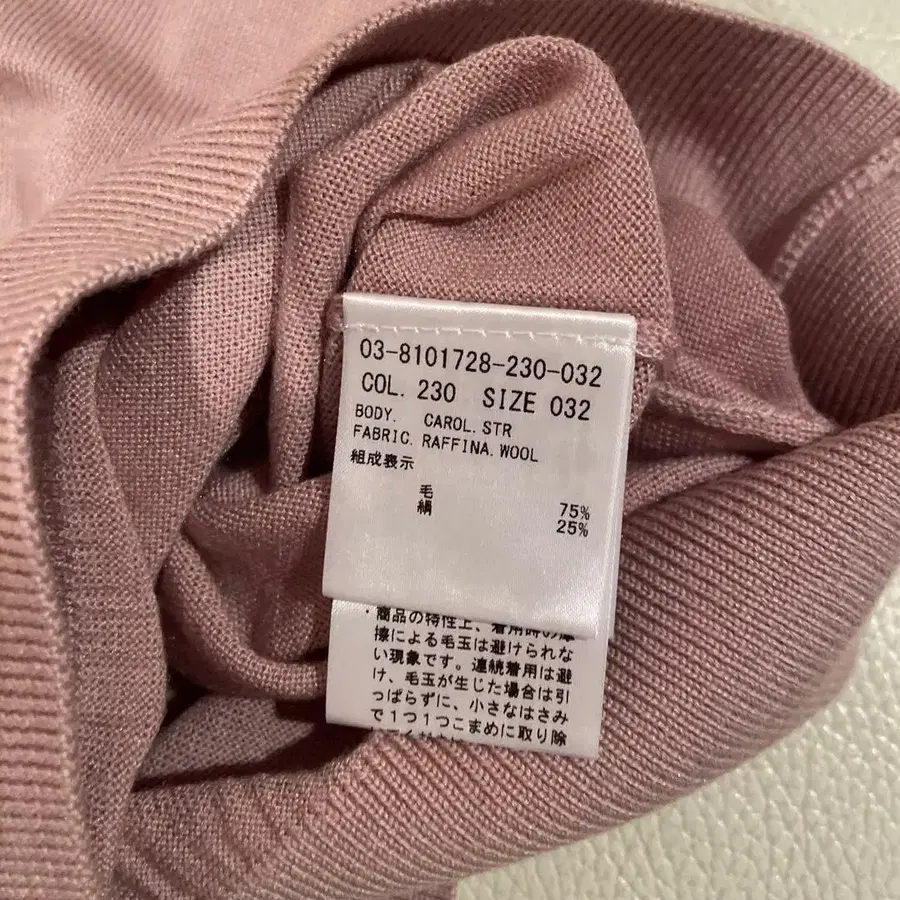 03-8101728-230-032
COL. 230 SIZE 032
BODY. CAROL.STR
FABRIC. RAFFINA.WOOL
組成表示
毛 75%
絹 25%
・商品の特性上、着用時の摩
擦による毛玉は避けられな
い現象です。連続着用は避
け、毛玉が生じた場合は引
っぱらずに、小さなはさみ
で1つ1つこまめに取り除